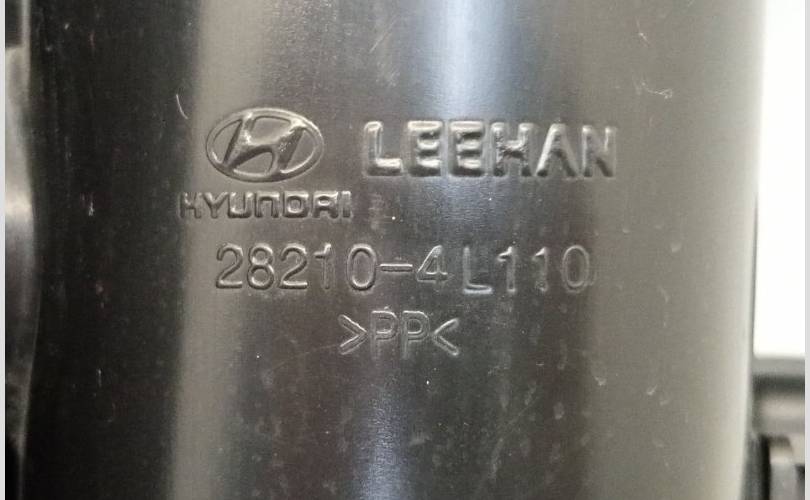 LEEHAN
HYUNDAI
28210-4L110
>PP<